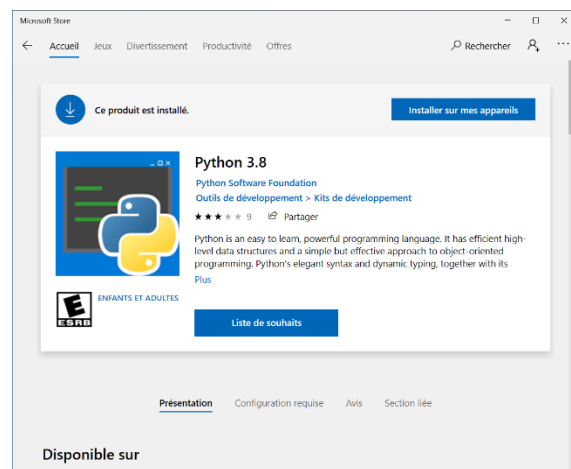 Microsoft Store
Accueil Jeux Divertissement Productivité Offres Rechercher
Ce produit est installé. Installer sur mes appareils
Python 3.8
Python Software Foundation
Outils de développement > Kits de développement
9 Partager
Python is an easy to learn, powerful programming language. It has efficient high-
level data structures and a simple but effective approach to object-oriented
programming. Python's elegant syntax and dynamic typing, together with its
Plus
E
ESRB
ENFANTS ET ADULTES
Liste de souhaits
Présentation Configuration requise Avis Section liée
Disponible sur